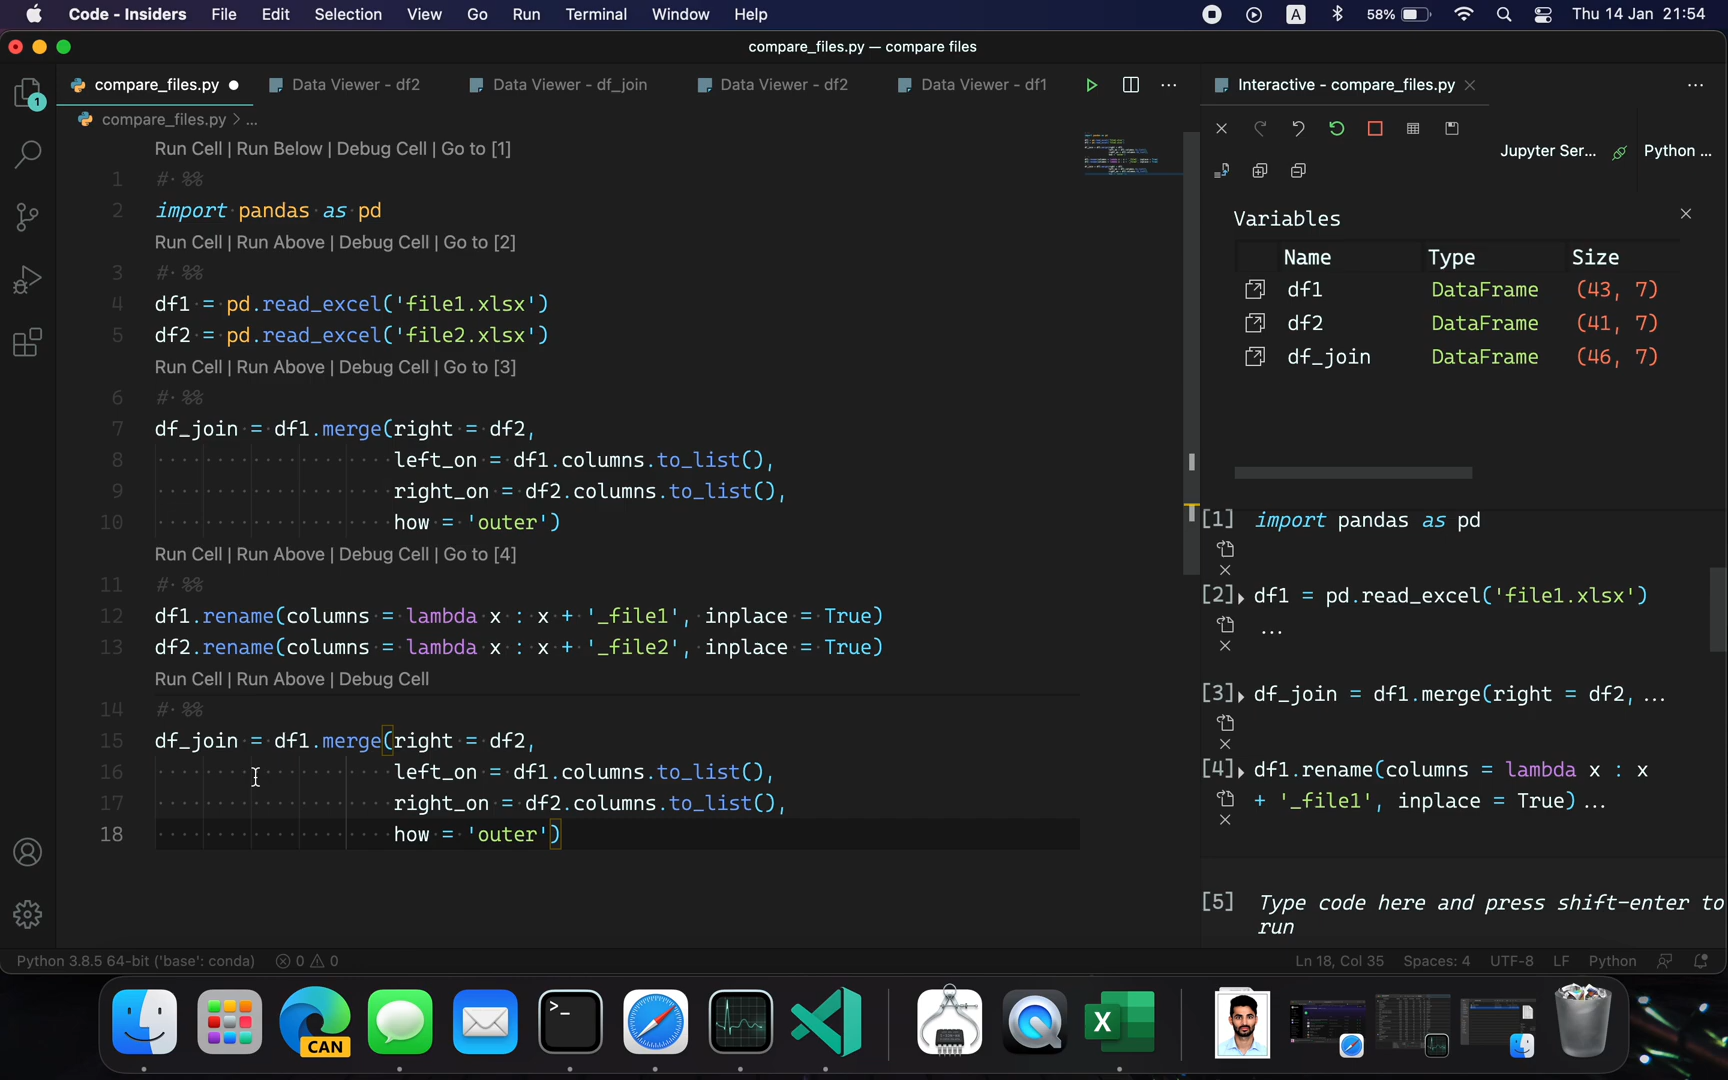 Code - Insiders File Edit Selection View Go Run Terminal Window Help A 58% Thu 14 Jan 21:54
compare_files.py — compare files
compare_files.py Data Viewer - df2 Data Viewer - df_join Data Viewer - df2 Data Viewer - df1
1
compare_files.py > ...
Run Cell | Run Below | Debug Cell | Go to [1]
1 # %%
2 import pandas as pd
Run Cell | Run Above | Debug Cell | Go to [2]
3 # %%
4 df1 = pd.read_excel('file1.xlsx')
5 df2 = pd.read_excel('file2.xlsx')
Run Cell | Run Above | Debug Cell | Go to [3]
6 # %%
7 df_join = df1.merge(right = df2,
8 left_on = df1.columns.to_list(),
9 right_on = df2.columns.to_list(),
10 how = 'outer')
Run Cell | Run Above | Debug Cell | Go to [4]
11 # %%
12 df1.rename(columns = lambda x : x + '_file1', inplace = True)
13 df2.rename(columns = lambda x : x + '_file2', inplace = True)
Run Cell | Run Above | Debug Cell
14 # %%
15 df_join = df1.merge(right = df2,
16 left_on = df1.columns.to_list(),
17 right_on = df2.columns.to_list(),
18 how = 'outer')
Interactive - compare_files.py
Jupyter Ser... Python ...
Variables
Name Type Size
df1 DataFrame (43, 7)
df2 DataFrame (41, 7)
df_join DataFrame (46, 7)
[1] import pandas as pd
[2] df1 = pd.read_excel('file1.xlsx')
...
[3] df_join = df1.merge(right = df2, ...
[4] df1.rename(columns = lambda x : x
+ '_file1', inplace = True) ...
[5] Type code here and press shift-enter to
run
Python 3.8.5 64-bit ('base': conda) 0 0 Ln 18, Col 35 Spaces: 4 UTF-8 LF Python
CAN
>_
X